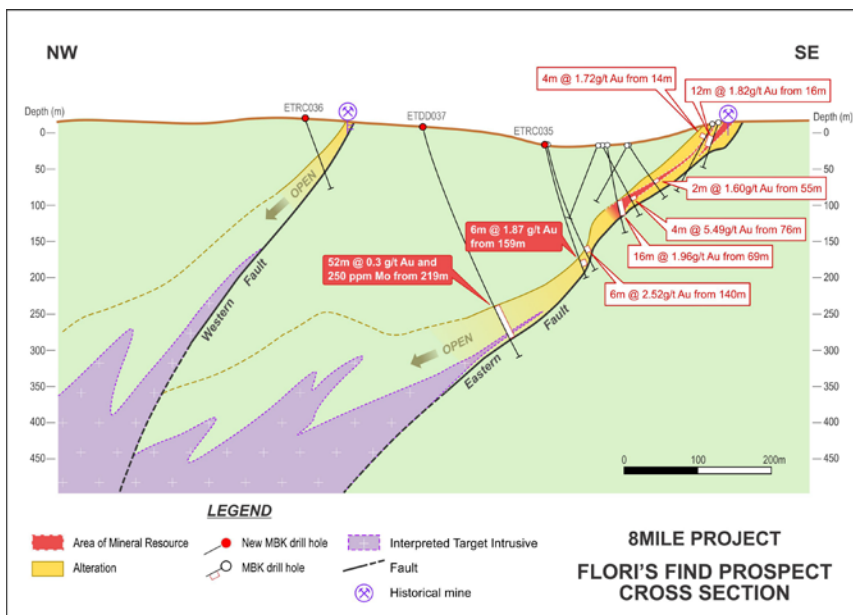 NW
SE
4m @ 1.72g/t Au from 14m
12m @ 1.82g/t Au from 16m
ETRC036
ETDD037
ETRC035
Depth (m)
Depth (m)
0
50
100
150
200
250
300
350
400
450
0
50
100
150
200
250
300
350
400
450
OPEN
2m @ 1.60g/t Au from 55m
4m @ 5.49g/t Au from 76m
6m @ 1.87 g/t Au
from 159m
16m @ 1.96g/t Au from 69m
52m @ 0.3 g/t Au and
250 ppm Mo from 219m
6m @ 2.52g/t Au from 140m
Western Fault
OPEN
Eastern Fault
0 100 200m
LEGEND
Area of Mineral Resource
New MBK drill hole
Interpreted Target Intrusive
Alteration
MBK drill hole
Fault
Historical mine
8MILE PROJECT
FLORI'S FIND PROSPECT
CROSS SECTION